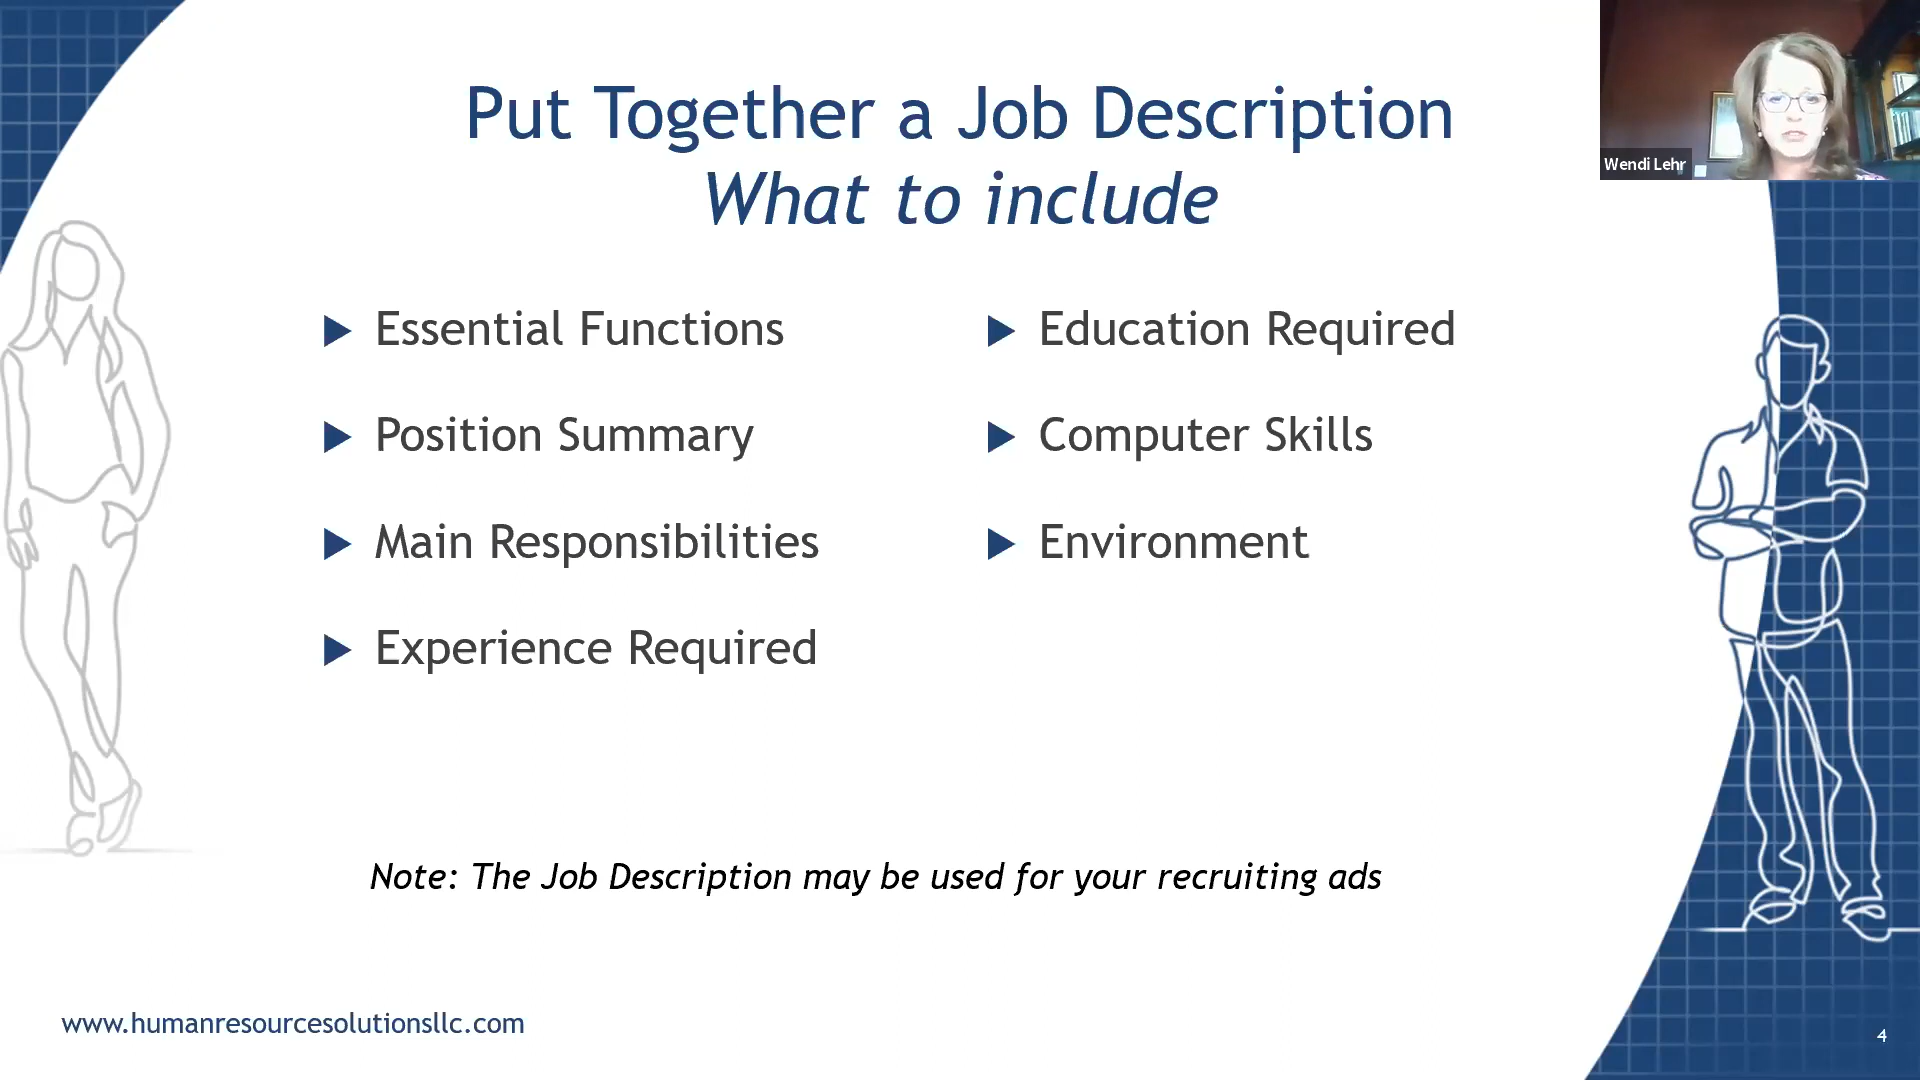 Put Together a Job Description
What to include
Wendi Lehr
Essential Functions
Position Summary
Main Responsibilities
Experience Required
Education Required
Computer Skills
Environment
Note: The Job Description may be used for your recruiting ads
www.humanresourcesolutionsllc.com
4